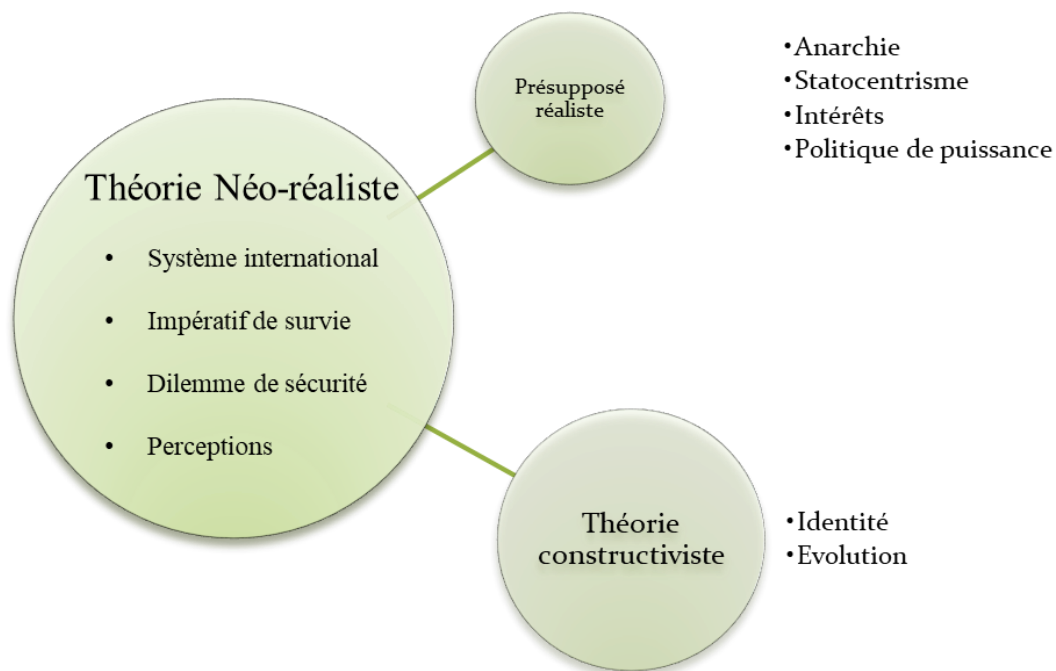 Présupposé
réaliste
•Anarchie
•Statocentrisme
•Intérêts
•Politique de puissance
Théorie Néo-réaliste
• Système international
• Impératif de survie
• Dilemme de sécurité
• Perceptions
Théorie
constructiviste
•Identité
•Evolution